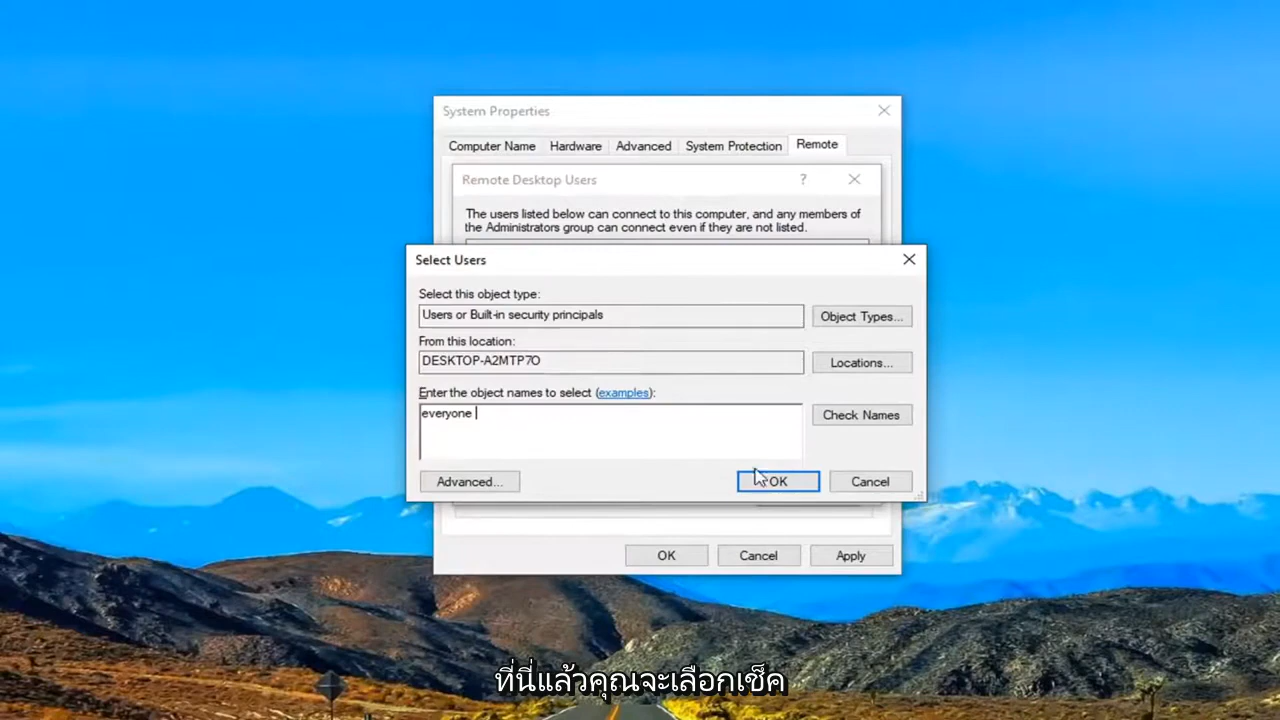 System Properties
Computer Name Hardware Advanced System Protection Remote
Remote Desktop Users ?
The users listed below can connect to this computer, and any members of
the Administrators group can connect even if they are not listed.
Select Users
Select this object type:
Users or Built-in security principals Object Types...
From this location:
DESKTOP-A2MTP7O Locations...
Enter the object names to select (examples):
everyone Check Names
Advanced... OK Cancel
OK Cancel Apply
ที่นี่แล้วคุณจะเลือกเช็ค